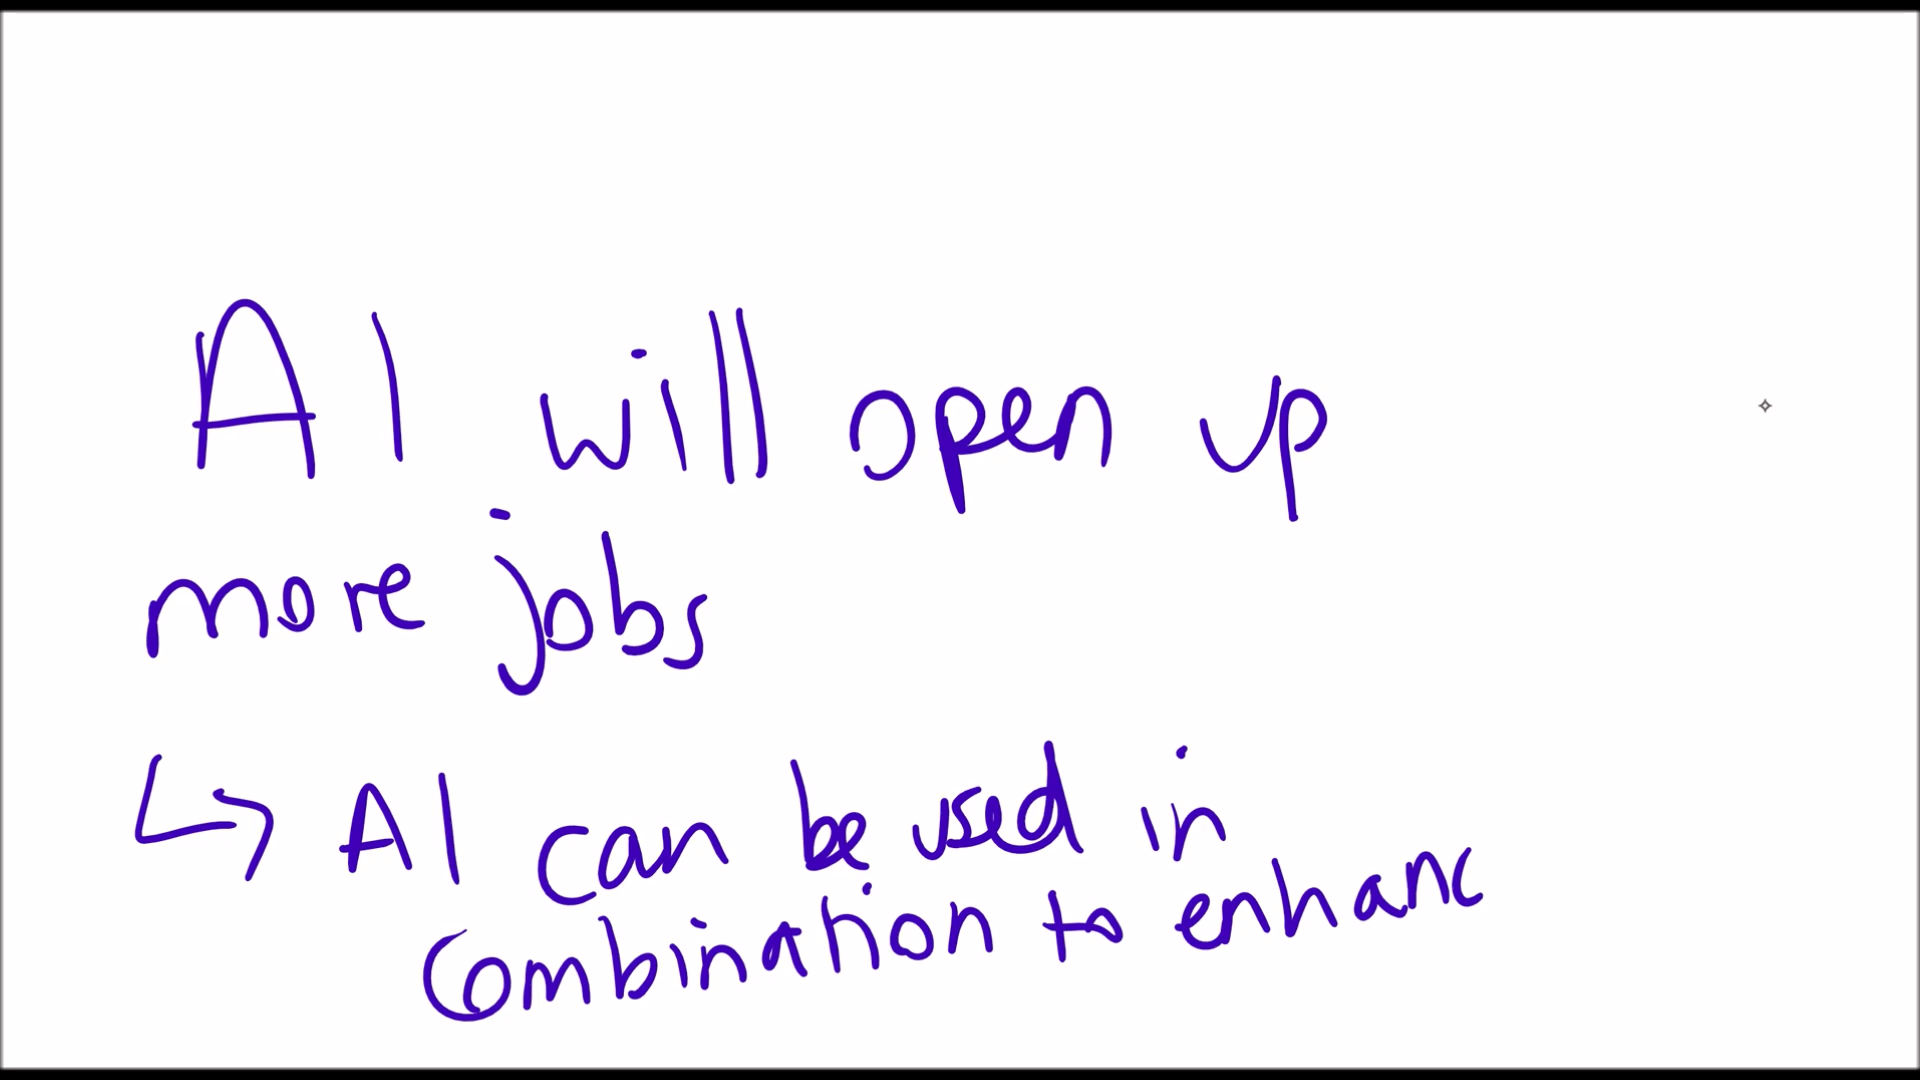 AI will open up
more jobs
↳ AI can be used in
combination to enhanc